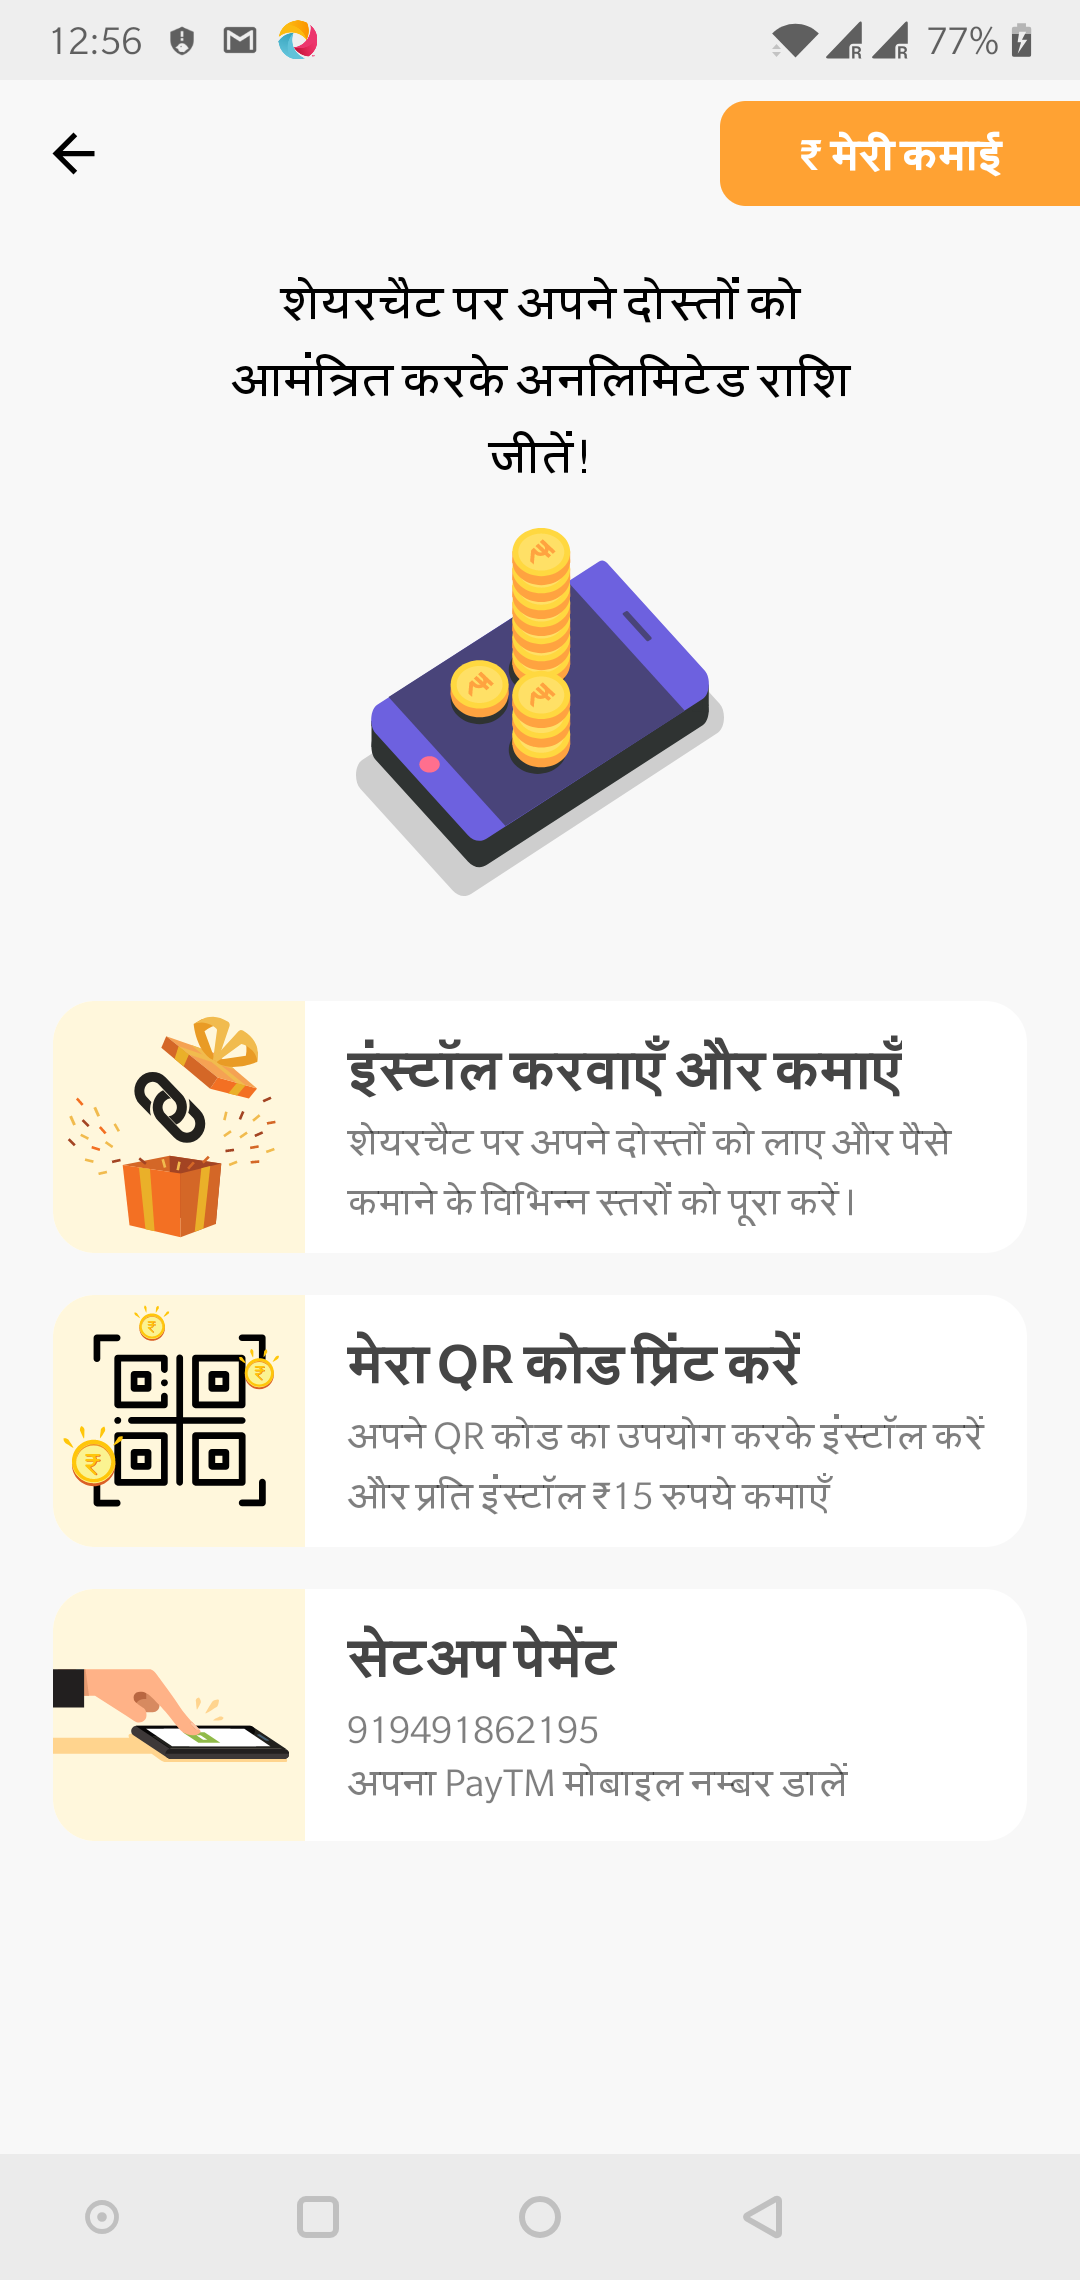 12:56
77%
₹ मेरी कमाई
शेयरचैट पर अपने दोस्तों को
आमंत्रित करके अनलिमिटेड राशि
जीतें!
इंस्टॉल करवाएँ और कमाएँ
शेयरचैट पर अपने दोस्तों को लाए और पैसे
कमाने के विभिन्न स्तरों को पूरा करें।
मेरा QR कोड प्रिंट करें
अपने QR कोड का उपयोग करके इंस्टॉल करें
और प्रति इंस्टॉल ₹15 रुपये कमाएँ
सेटअप पेमेंट
919491862195
अपना PayTM मोबाइल नम्बर डालें